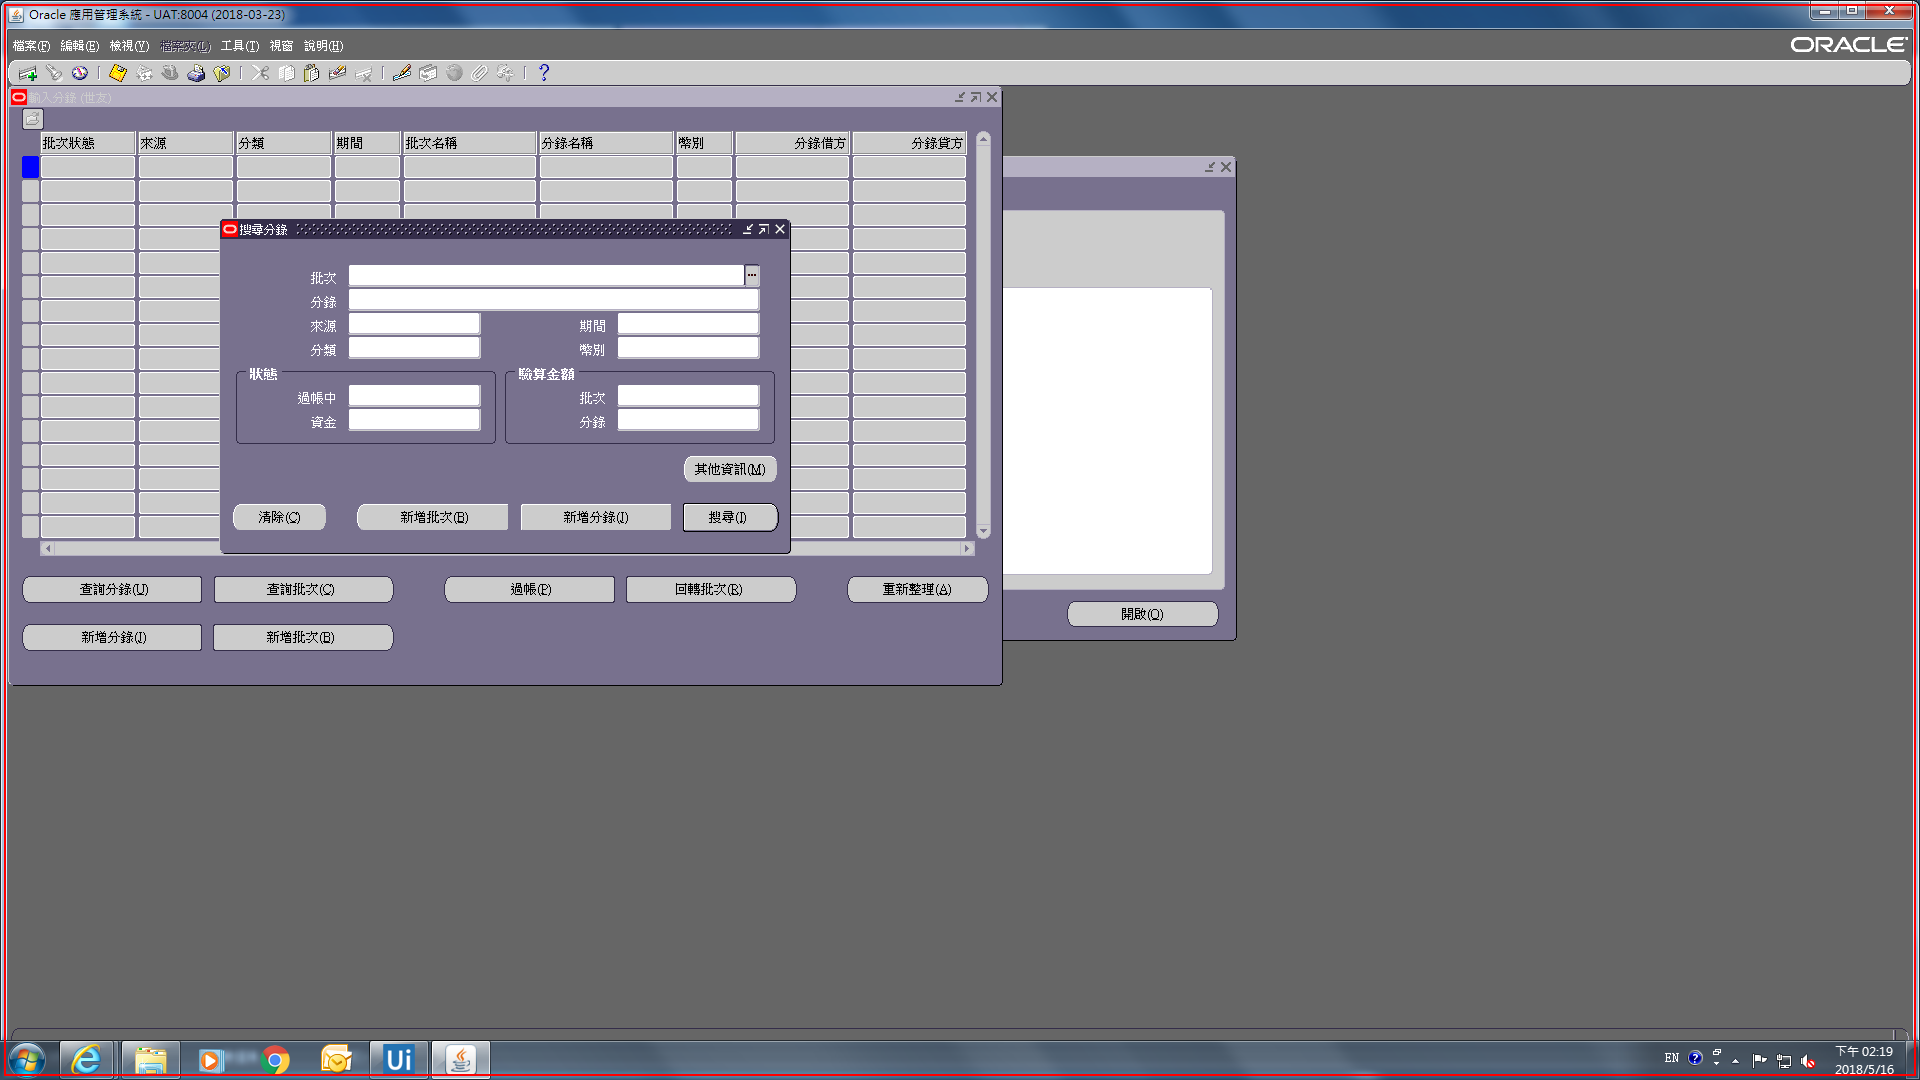 Oracle 應用管理系統 - UAT:8004 (2018-03-23)
檔案(F) 編輯(E) 檢視(V) 檔案夾(L) 工具(T) 視窗 說明(H)
ORACLE
輸入分錄 (世友)
批次狀態 來源 分類 期間 批次名稱 分錄名稱 幣別 分錄借方 分錄貸方
搜尋分錄
批次
分錄
來源 期間
分類 幣別
狀態 驗算金額
過帳中 批次
資金 分錄
其他資訊(M)
清除(C) 新增批次(B) 新增分錄(J) 搜尋(I)
查詢分錄(U) 查詢批次(C) 過帳(P) 回轉批次(R) 重新整理(A)
開啟(O)
新增分錄(J) 新增批次(B)
Ui
EN
下午 02:19
2018/5/16